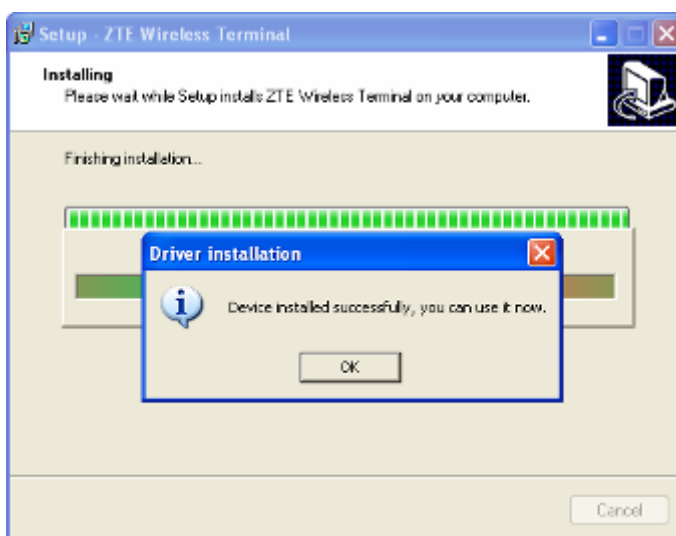 Setup - ZTE Wireless Terminal
Installing
Please wait while Setup installs ZTE Wireless Terminal on your computer.
Finishing installation...
Driver installation
Device installed successfully, you can use it now.
OK
Cancel